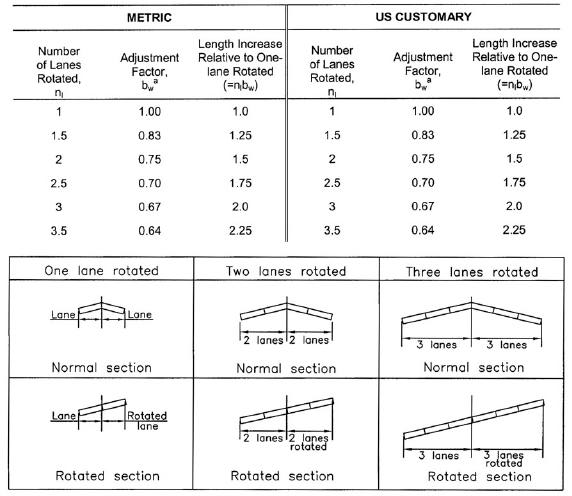 METRIC
US CUSTOMARY
Number of Lanes Rotated, nl
Adjustment Factor, bwa
Length Increase Relative to One-lane Rotated (=nlbw)
Number of Lanes Rotated, nl
Adjustment Factor, bwa
Length Increase Relative to One-lane Rotated (=nlbw)
1 1.00 1.0 1 1.00 1.0
1.5 0.83 1.25 1.5 0.83 1.25
2 0.75 1.5 2 0.75 1.5
2.5 0.70 1.75 2.5 0.70 1.75
3 0.67 2.0 3 0.67 2.0
3.5 0.64 2.25 3.5 0.64 2.25
One lane rotated
Two lanes rotated
Three lanes rotated
Lane Lane
2 lanes 2 lanes
3 lanes 3 lanes
Normal section
Normal section
Normal section
Lane Rotated lane
2 lanes 2 lanes rotated
3 lanes 3 lanes rotated
Rotated section
Rotated section
Rotated section